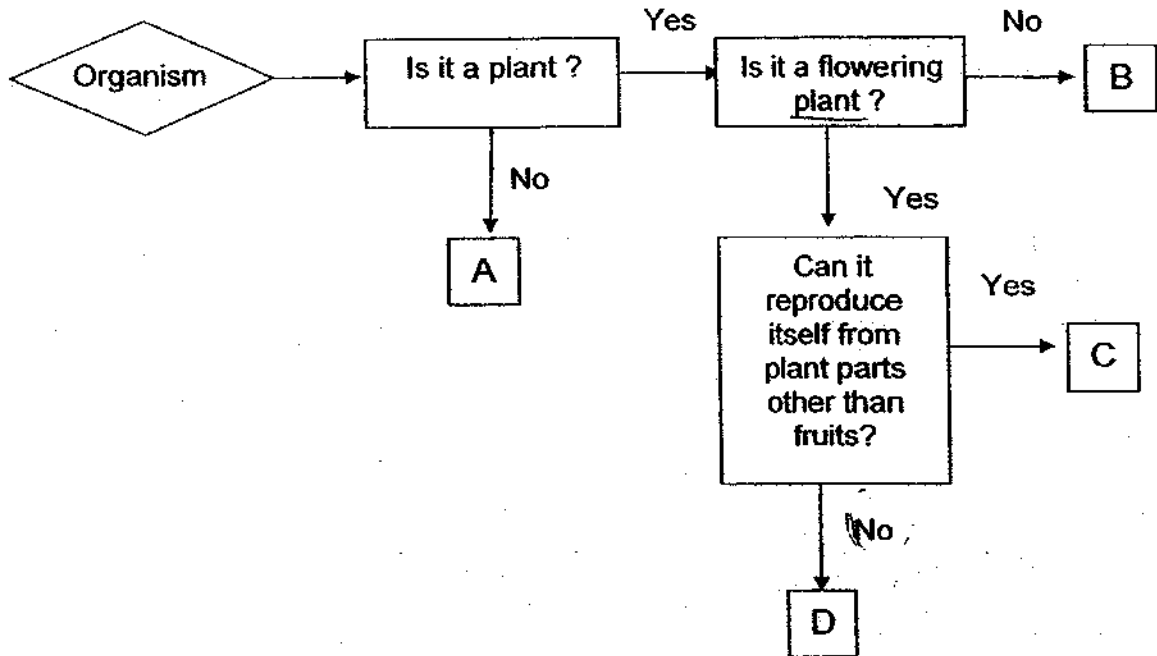 Organism
Is it a plant ?
Yes
Is it a flowering
plant ?
No
B
No
A
Yes
Can it
reproduce
itself from
plant parts
other than
fruits?
Yes
C
No
D